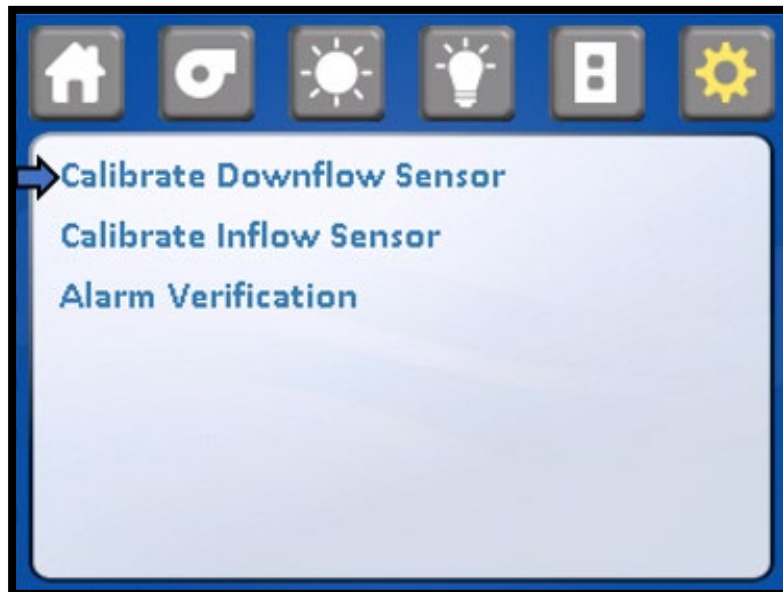 Calibrate Downflow Sensor
Calibrate Inflow Sensor
Alarm Verification